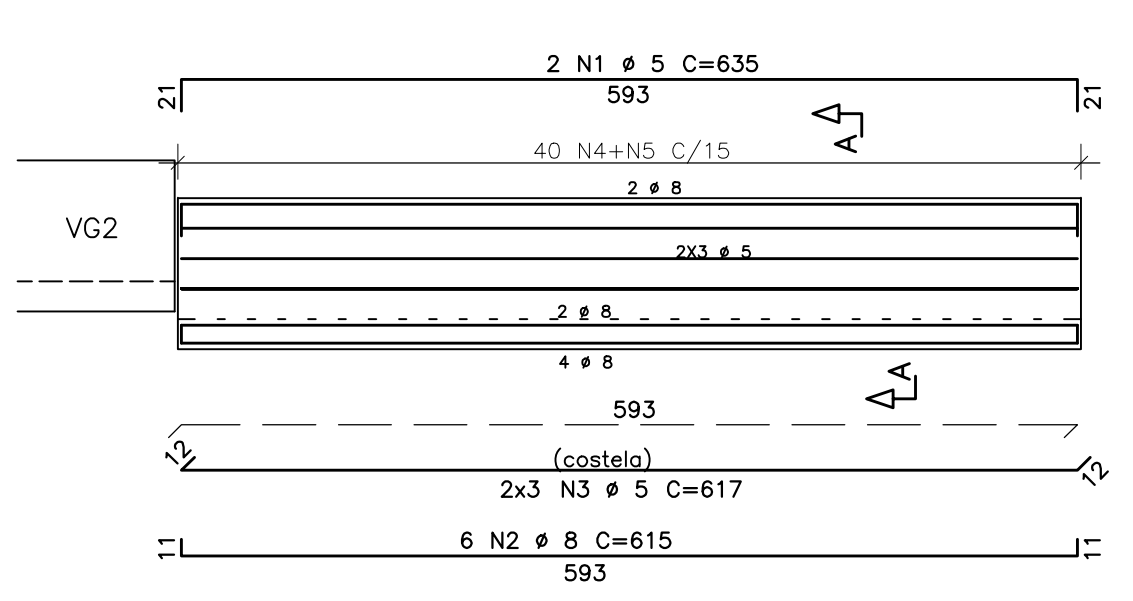 2 N1 ø 5 C=635
21
593
21
A
40 N4+N5 C/15
2 ø 8
VG2
2X3 ø 5
2 ø 8
4 ø 8
A
593
12
(costela)
12
2x3 N3 ø 5 C=617
11
6 N2 ø 8 C=615
11
593